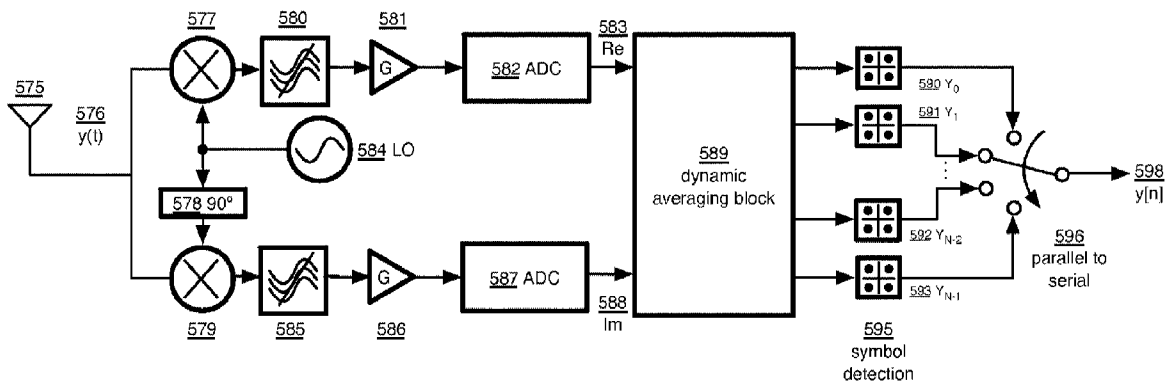 577
580
581
583
Re
575
576
y(t)
G
582 ADC
584 LO
578 90º
589
dynamic
averaging block
590 Y0
591 Y1
592 YN-2
593 YN-1
598
y[n]
596
parallel to
serial
G
587 ADC
588
Im
579
585
586
595
symbol
detection